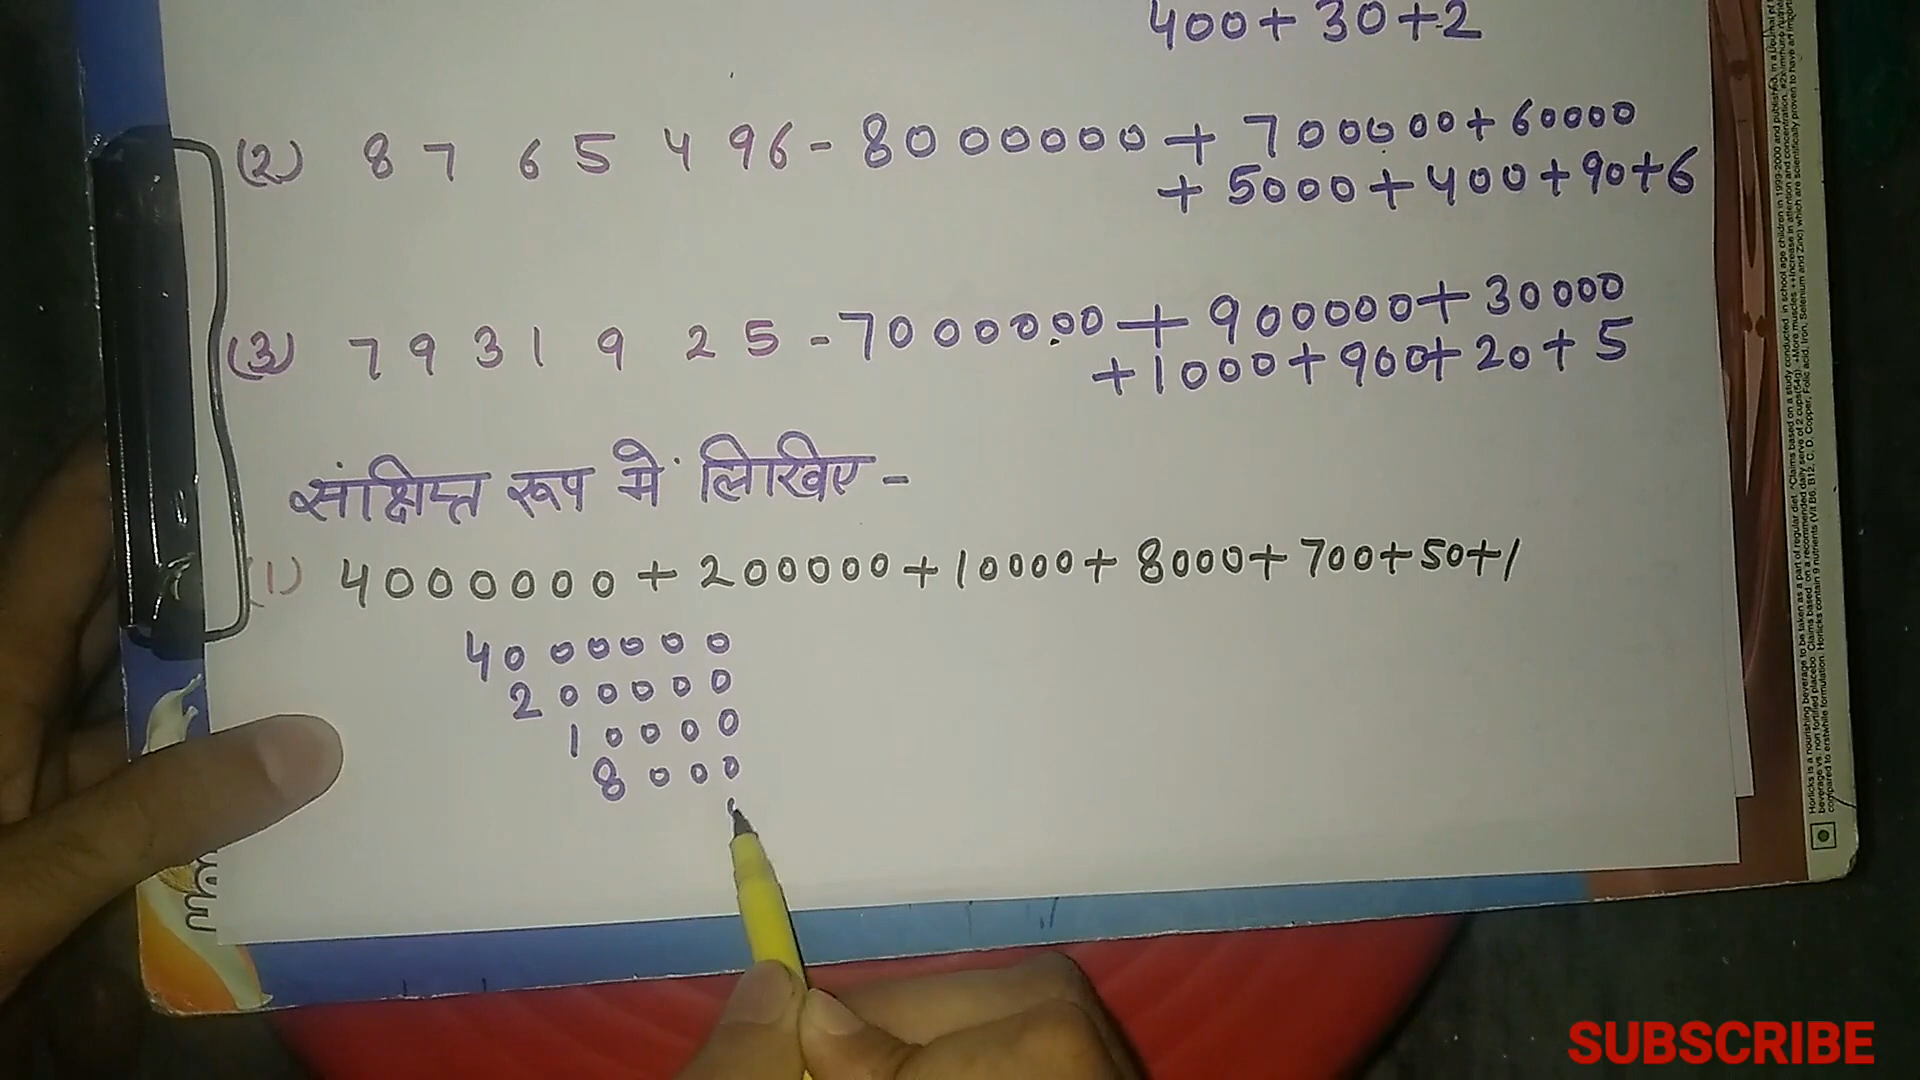 400+30+2
(2) 8 7 6 5 4 96 - 8000000 + 700000 + 60000
+ 5000 + 400 + 90 + 6
(3) 7 9 3 1 9 2 5 - 7000000 + 900000 + 30000
+ 1000 + 900 + 20 + 5
संक्षिप्त रूप में लिखिए -
(1) 4000000 + 200000 + 10000 + 8000 + 700 + 50 + 1
4000000
200000
10000
8000
SUBSCRIBE